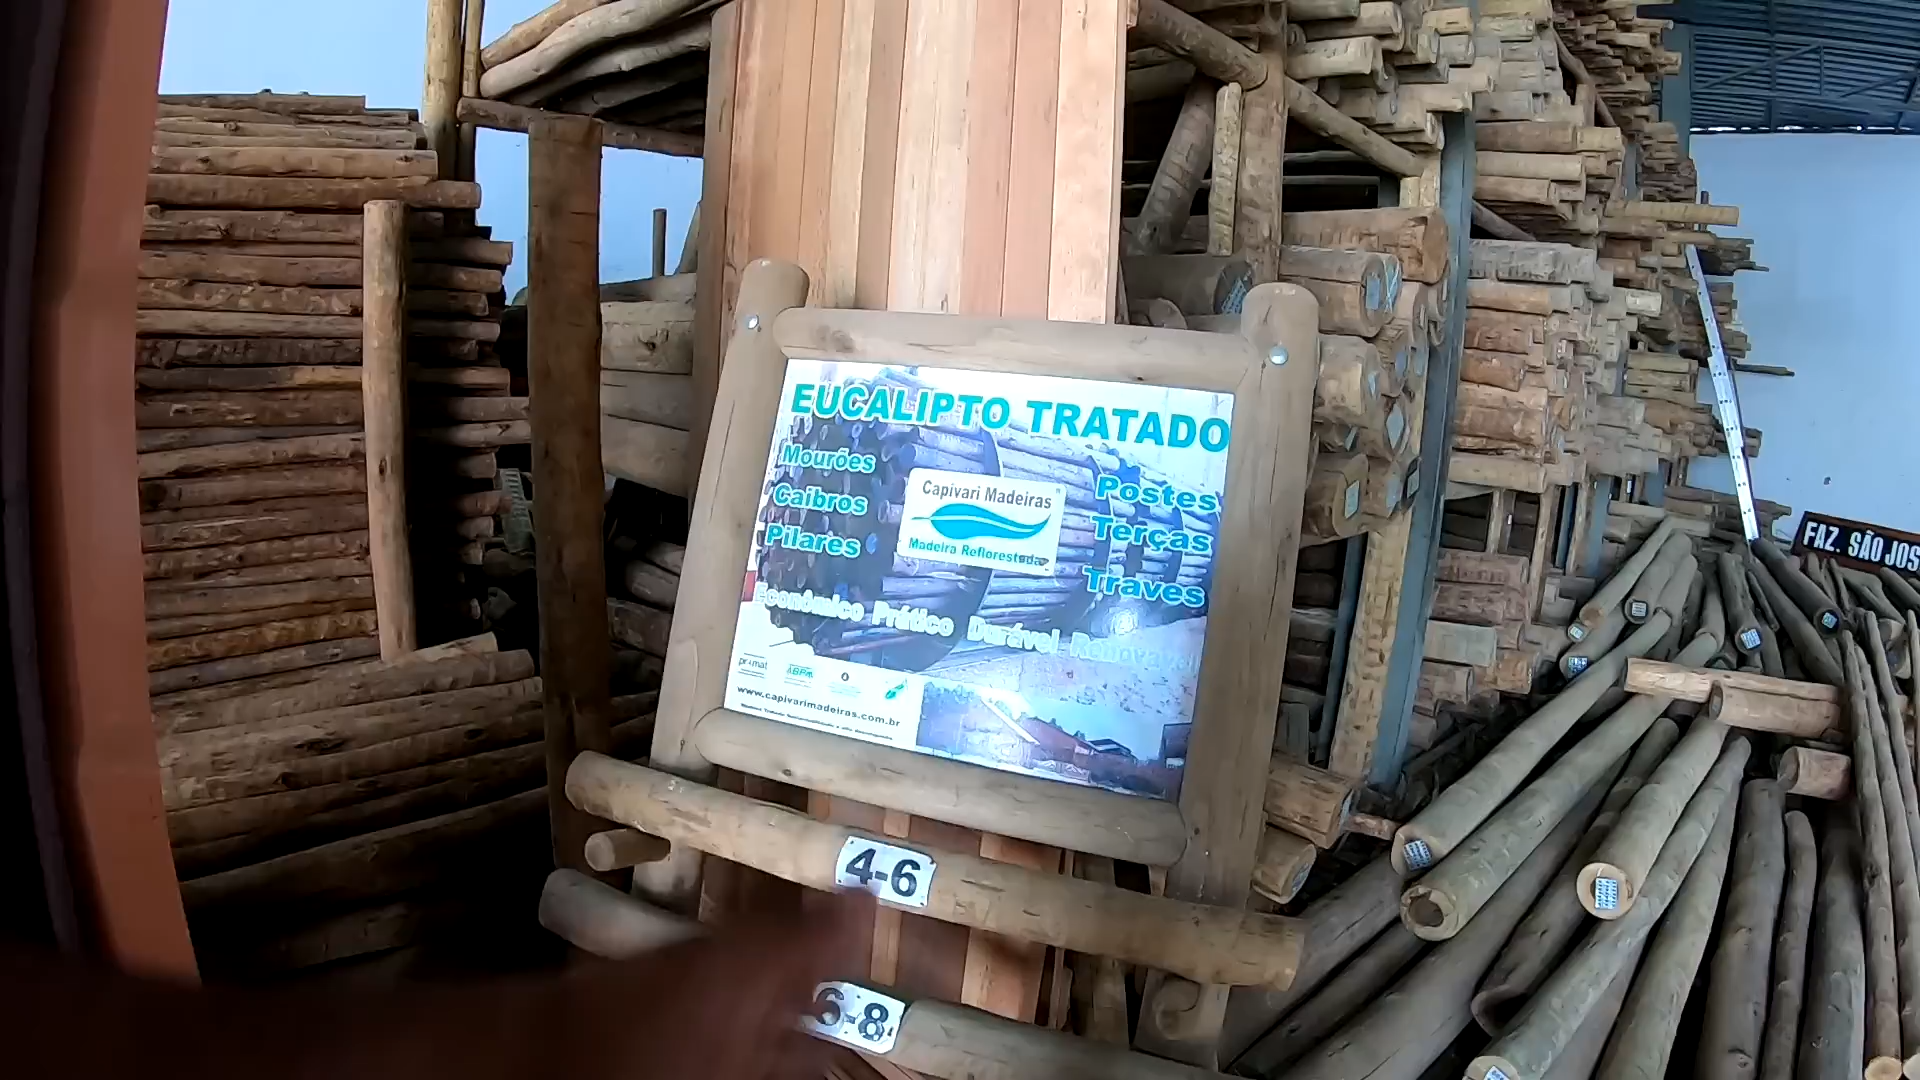 EUCALIPTO TRATADO
Mourões
Caibros
Pilares
Capivari Madeiras
Madeira Reflorestada
Postes
Terças
Traves
Econômico Prático Durável
ABPM
www.capivarimadeiras.com.br
4-6
6-8
FAZ. SÃO JOS